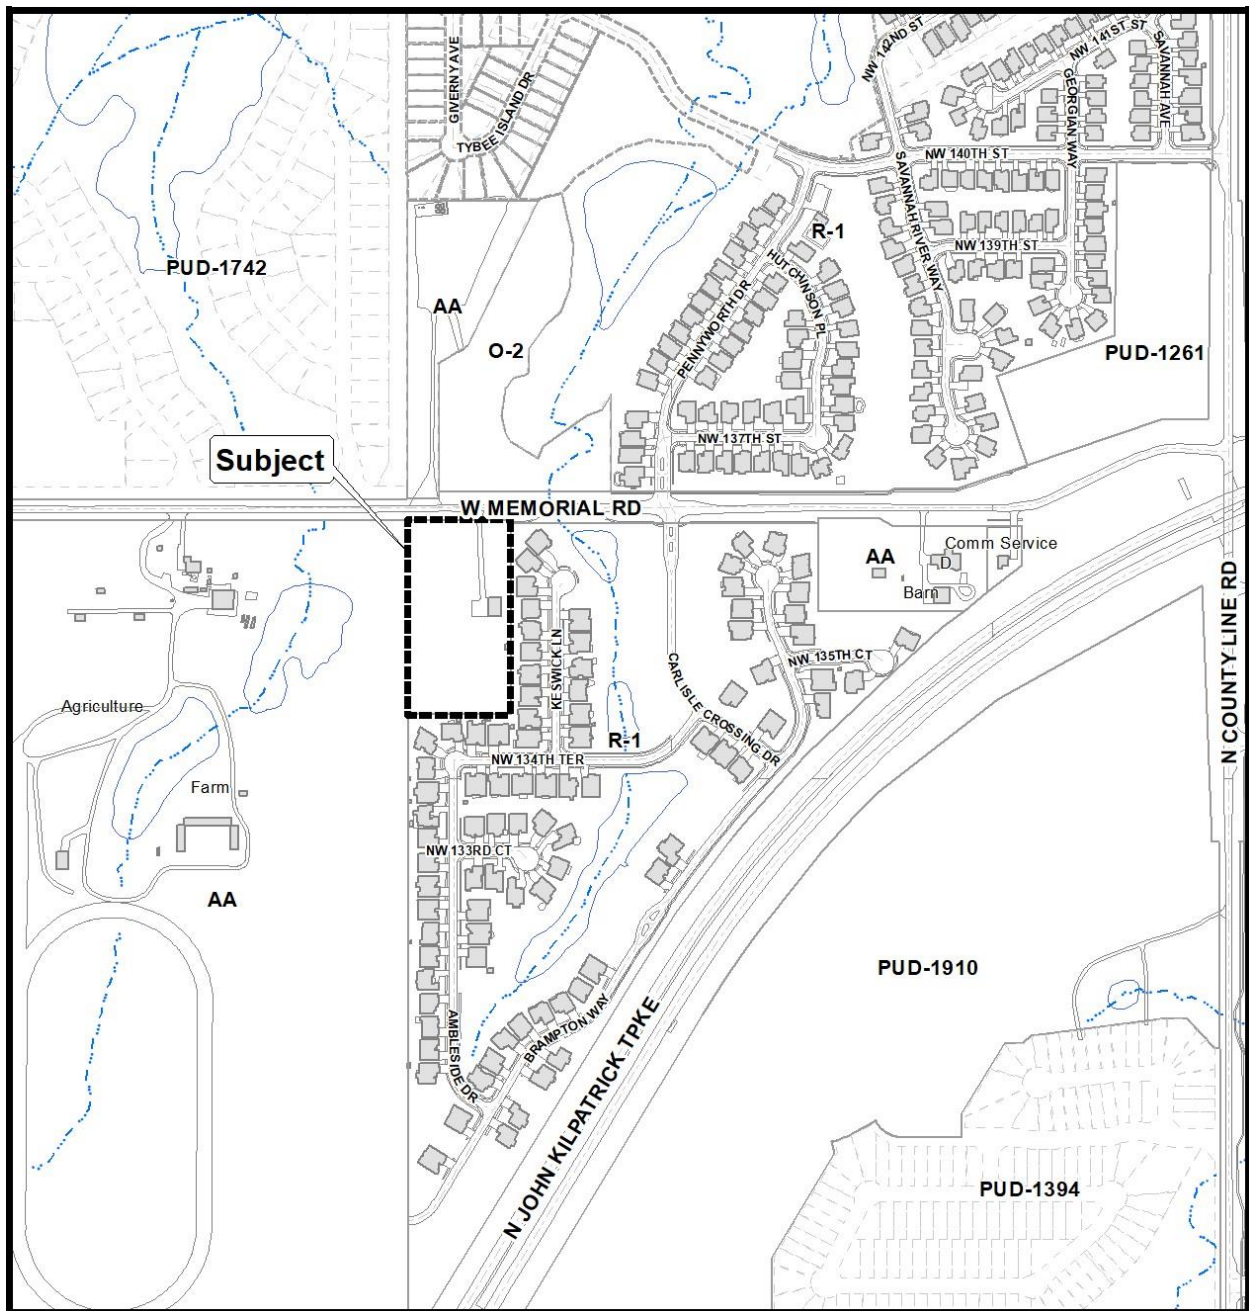 GIVERNY AVE
TYBEE ISLAND DR
NW 142ND ST
NW 141ST ST
SAVANNAH AVE
GEORGIAN WAY
NW 140TH ST
SAVANNAH RIVER WAY
R-1
NW 139TH ST
HUTCHINSON PL
PUD-1742
AA
PENNYWORTH DR
O-2
PUD-1261
NW 137TH ST
Subject
W MEMORIAL RD
Comm Service
AA
D
Barn
N COUNTY LINE RD
KESWICK LN
NW 135TH CT
CARLISLE CROSSING DR
Agriculture
R-1
NW 134TH TER
Farm
NW 133RD CT
AA
PUD-1910
AMBLESIDE DR
BRAMPTON WAY
N JOHN KILPATRICK TPKE
PUD-1394